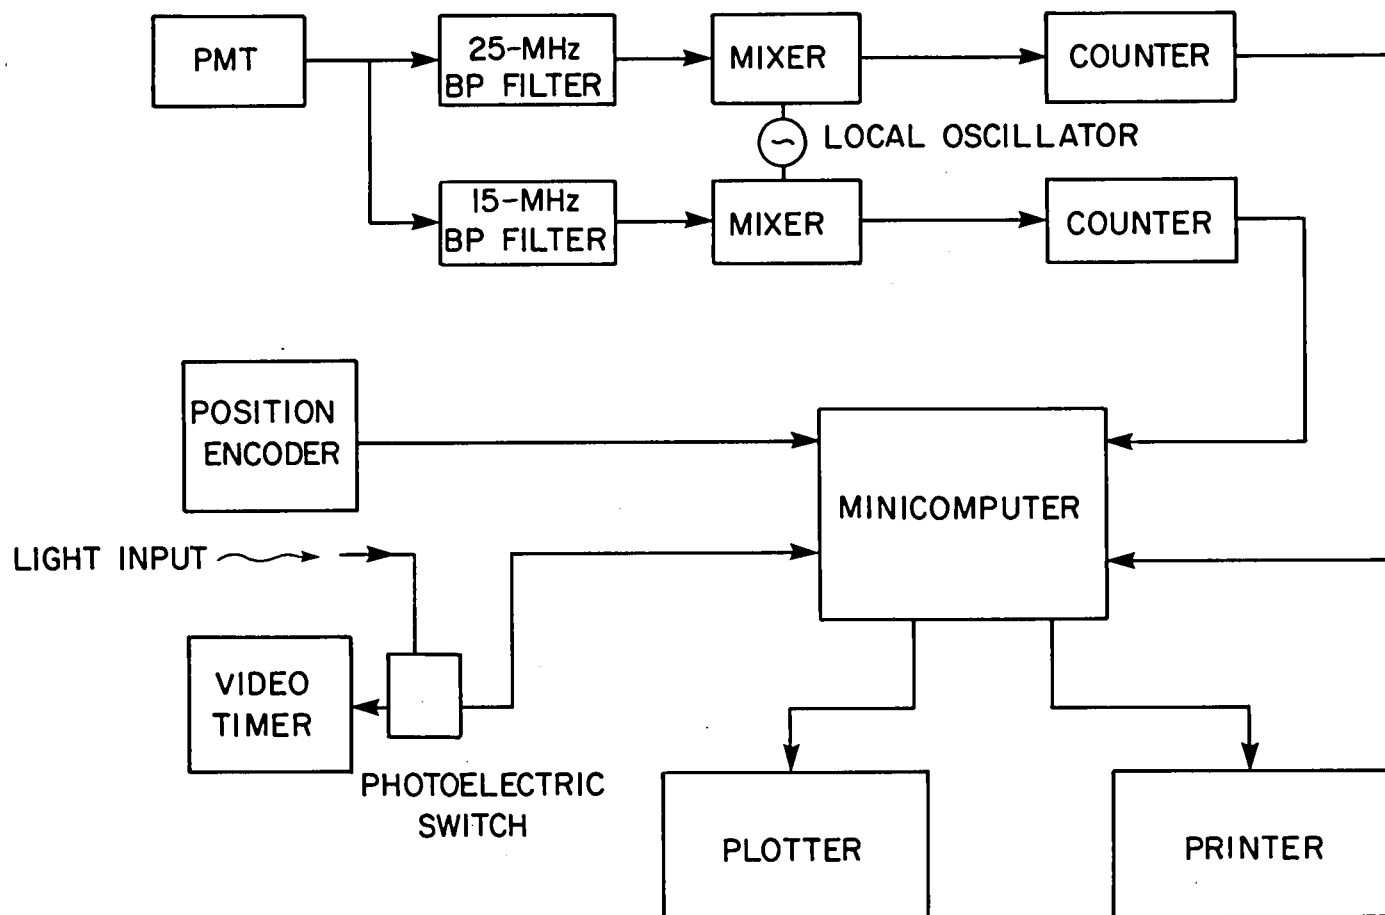 PMT
25-MHz
BP FILTER
MIXER
COUNTER
LOCAL OSCILLATOR
15-MHz
BP FILTER
MIXER
COUNTER
POSITION
ENCODER
MINICOMPUTER
LIGHT INPUT
VIDEO
TIMER
PHOTOELECTRIC
SWITCH
PLOTTER
PRINTER